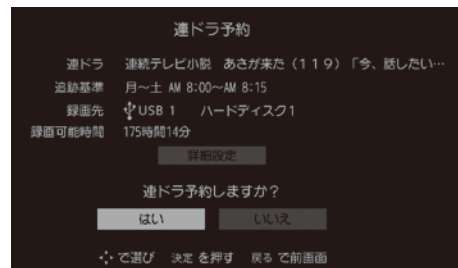 連ドラ予約
連ドラ 連続テレビ小説 あさが来た(119)「今、話したい…
追跡基準 月～土 AM 8:00～AM 8:15
録画先 USB 1 ハードディスク1
録画可能時間 175時間14分
詳細設定
連ドラ予約しますか？
はい いいえ
で選び 決定 を押す 戻る で前画面